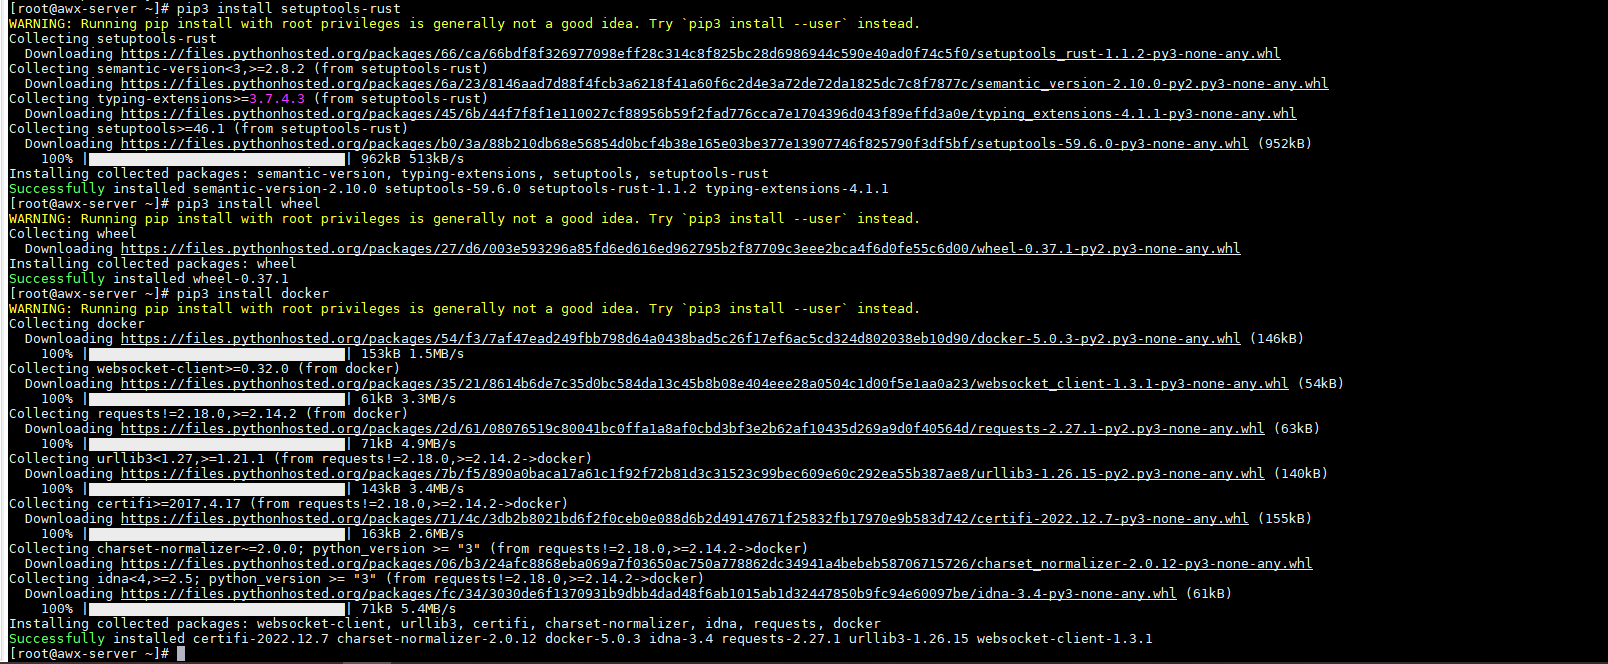 [root@awx-server ~]# pip3 install setuptools-rust
WARNING: Running pip install with root privileges is generally not a good idea. Try `pip3 install --user` instead.
Collecting setuptools-rust
  Downloading https://files.pythonhosted.org/packages/66/ca/66bdf8f326977098eff28c314c8f825bc28d6986944c590e40ad0f74c5f0/setuptools_rust-1.1.2-py3-none-any.whl
Collecting semantic-version<3,>=2.8.2 (from setuptools-rust)
  Downloading https://files.pythonhosted.org/packages/6a/23/8146aad7d88f4fcb3a6218f41a60f6c2d4e3a72de72da1825dc7c8f7877c/semantic_version-2.10.0-py2.py3-none-any.whl
Collecting typing-extensions>=3.7.4.3 (from setuptools-rust)
  Downloading https://files.pythonhosted.org/packages/45/6b/44f7f8f1e110027cf88956b59f2fad776cca7e1704396d043f89effd3a0e/typing_extensions-4.1.1-py3-none-any.whl
Collecting setuptools>=46.1 (from setuptools-rust)
  Downloading https://files.pythonhosted.org/packages/b0/3a/88b210db68e56854d0bcf4b38e165e03be377e13907746f825790f3df5bf/setuptools-59.6.0-py3-none-any.whl (952kB)
    100% || 962kB 513kB/s
Installing collected packages: semantic-version, typing-extensions, setuptools, setuptools-rust
Successfully installed semantic-version-2.10.0 setuptools-59.6.0 setuptools-rust-1.1.2 typing-extensions-4.1.1
[root@awx-server ~]# pip3 install wheel
WARNING: Running pip install with root privileges is generally not a good idea. Try `pip3 install --user` instead.
Collecting wheel
  Downloading https://files.pythonhosted.org/packages/27/d6/003e593296a85fd6ed616ed962795b2f87709c3eee2bca4f6d0fe55c6d00/wheel-0.37.1-py2.py3-none-any.whl
Installing collected packages: wheel
Successfully installed wheel-0.37.1
[root@awx-server ~]# pip3 install docker
WARNING: Running pip install with root privileges is generally not a good idea. Try `pip3 install --user` instead.
Collecting docker
  Downloading https://files.pythonhosted.org/packages/54/f3/7af47ead249fbb798d64a0438bad5c26f17ef6ac5cd324d802038eb10d90/docker-5.0.3-py2.py3-none-any.whl (146kB)
    100% || 153kB 1.5MB/s
Collecting websocket-client>=0.32.0 (from docker)
  Downloading https://files.pythonhosted.org/packages/35/21/8614b6de7c35d0bc584da13c45b8b08e404eee28a0504c1d00f5e1aa0a23/websocket_client-1.3.1-py3-none-any.whl (54kB)
    100% || 61kB 3.3MB/s
Collecting requests!=2.18.0,>=2.14.2 (from docker)
  Downloading https://files.pythonhosted.org/packages/2d/61/08076519c80041bc0ffa1a8af0cbd3bf3e2b62af10435d269a9d0f40564d/requests-2.27.1-py2.py3-none-any.whl (63kB)
    100% || 71kB 4.9MB/s
Collecting urllib3<1.27,>=1.21.1 (from requests!=2.18.0,>=2.14.2->docker)
  Downloading https://files.pythonhosted.org/packages/7b/f5/890a0baca17a61c1f92f72b81d3c31523c99bec609e60c292ea55b387ae8/urllib3-1.26.15-py2.py3-none-any.whl (140kB)
    100% || 143kB 3.4MB/s
Collecting certifi>=2017.4.17 (from requests!=2.18.0,>=2.14.2->docker)
  Downloading https://files.pythonhosted.org/packages/71/4c/3db2b8021bd6f2f0ceb0e088d6b2d49147671f25832fb17970e9b583d742/certifi-2022.12.7-py3-none-any.whl (155kB)
    100% || 163kB 2.6MB/s
Collecting charset-normalizer~=2.0.0; python_version >= "3" (from requests!=2.18.0,>=2.14.2->docker)
  Downloading https://files.pythonhosted.org/packages/06/b3/24afc8868eba069a7f03650ac750a778862dc34941a4bebeb58706715726/charset_normalizer-2.0.12-py3-none-any.whl
Collecting idna<4,>=2.5; python_version >= "3" (from requests!=2.18.0,>=2.14.2->docker)
  Downloading https://files.pythonhosted.org/packages/fc/34/3030de6f1370931b9dbb4dad48f6ab1015ab1d32447850b9fc94e60097be/idna-3.4-py3-none-any.whl (61kB)
    100% || 71kB 5.4MB/s
Installing collected packages: websocket-client, urllib3, certifi, charset-normalizer, idna, requests, docker
Successfully installed certifi-2022.12.7 charset-normalizer-2.0.12 docker-5.0.3 idna-3.4 requests-2.27.1 urllib3-1.26.15 websocket-client-1.3.1
[root@awx-server ~]#